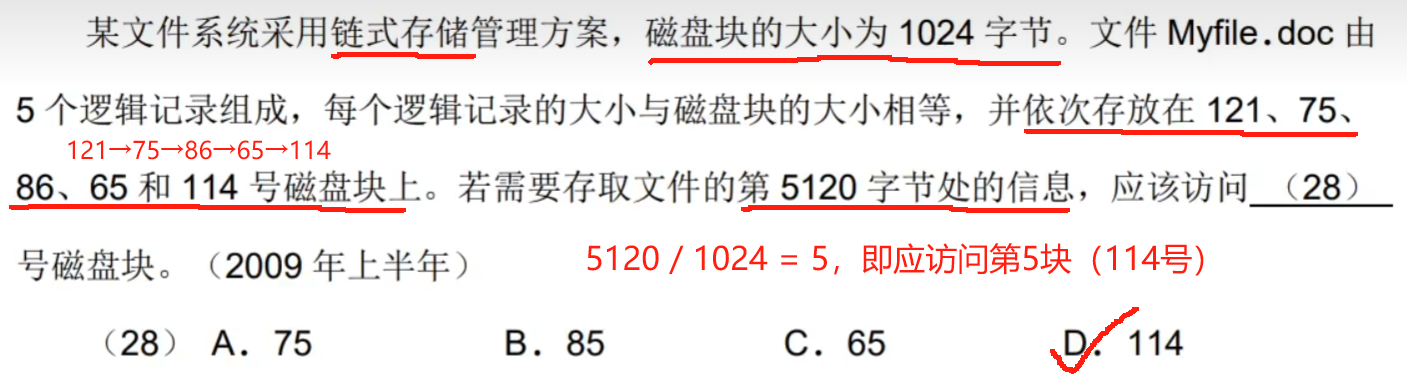 某文件系统采用链式存储管理方案，磁盘块的大小为 1024 字节。文件 Myfile.doc 由
5 个逻辑记录组成，每个逻辑记录的大小与磁盘块的大小相等，并依次存放在 121、75、
121→75→86→65→114
86、65 和 114 号磁盘块上。若需要存取文件的第 5120 字节处的信息，应该访问 （28）
号磁盘块。（2009 年上半年）
5120 / 1024 = 5，即应访问第5块（114号）
（28） A．75 B．85 C．65 D．114